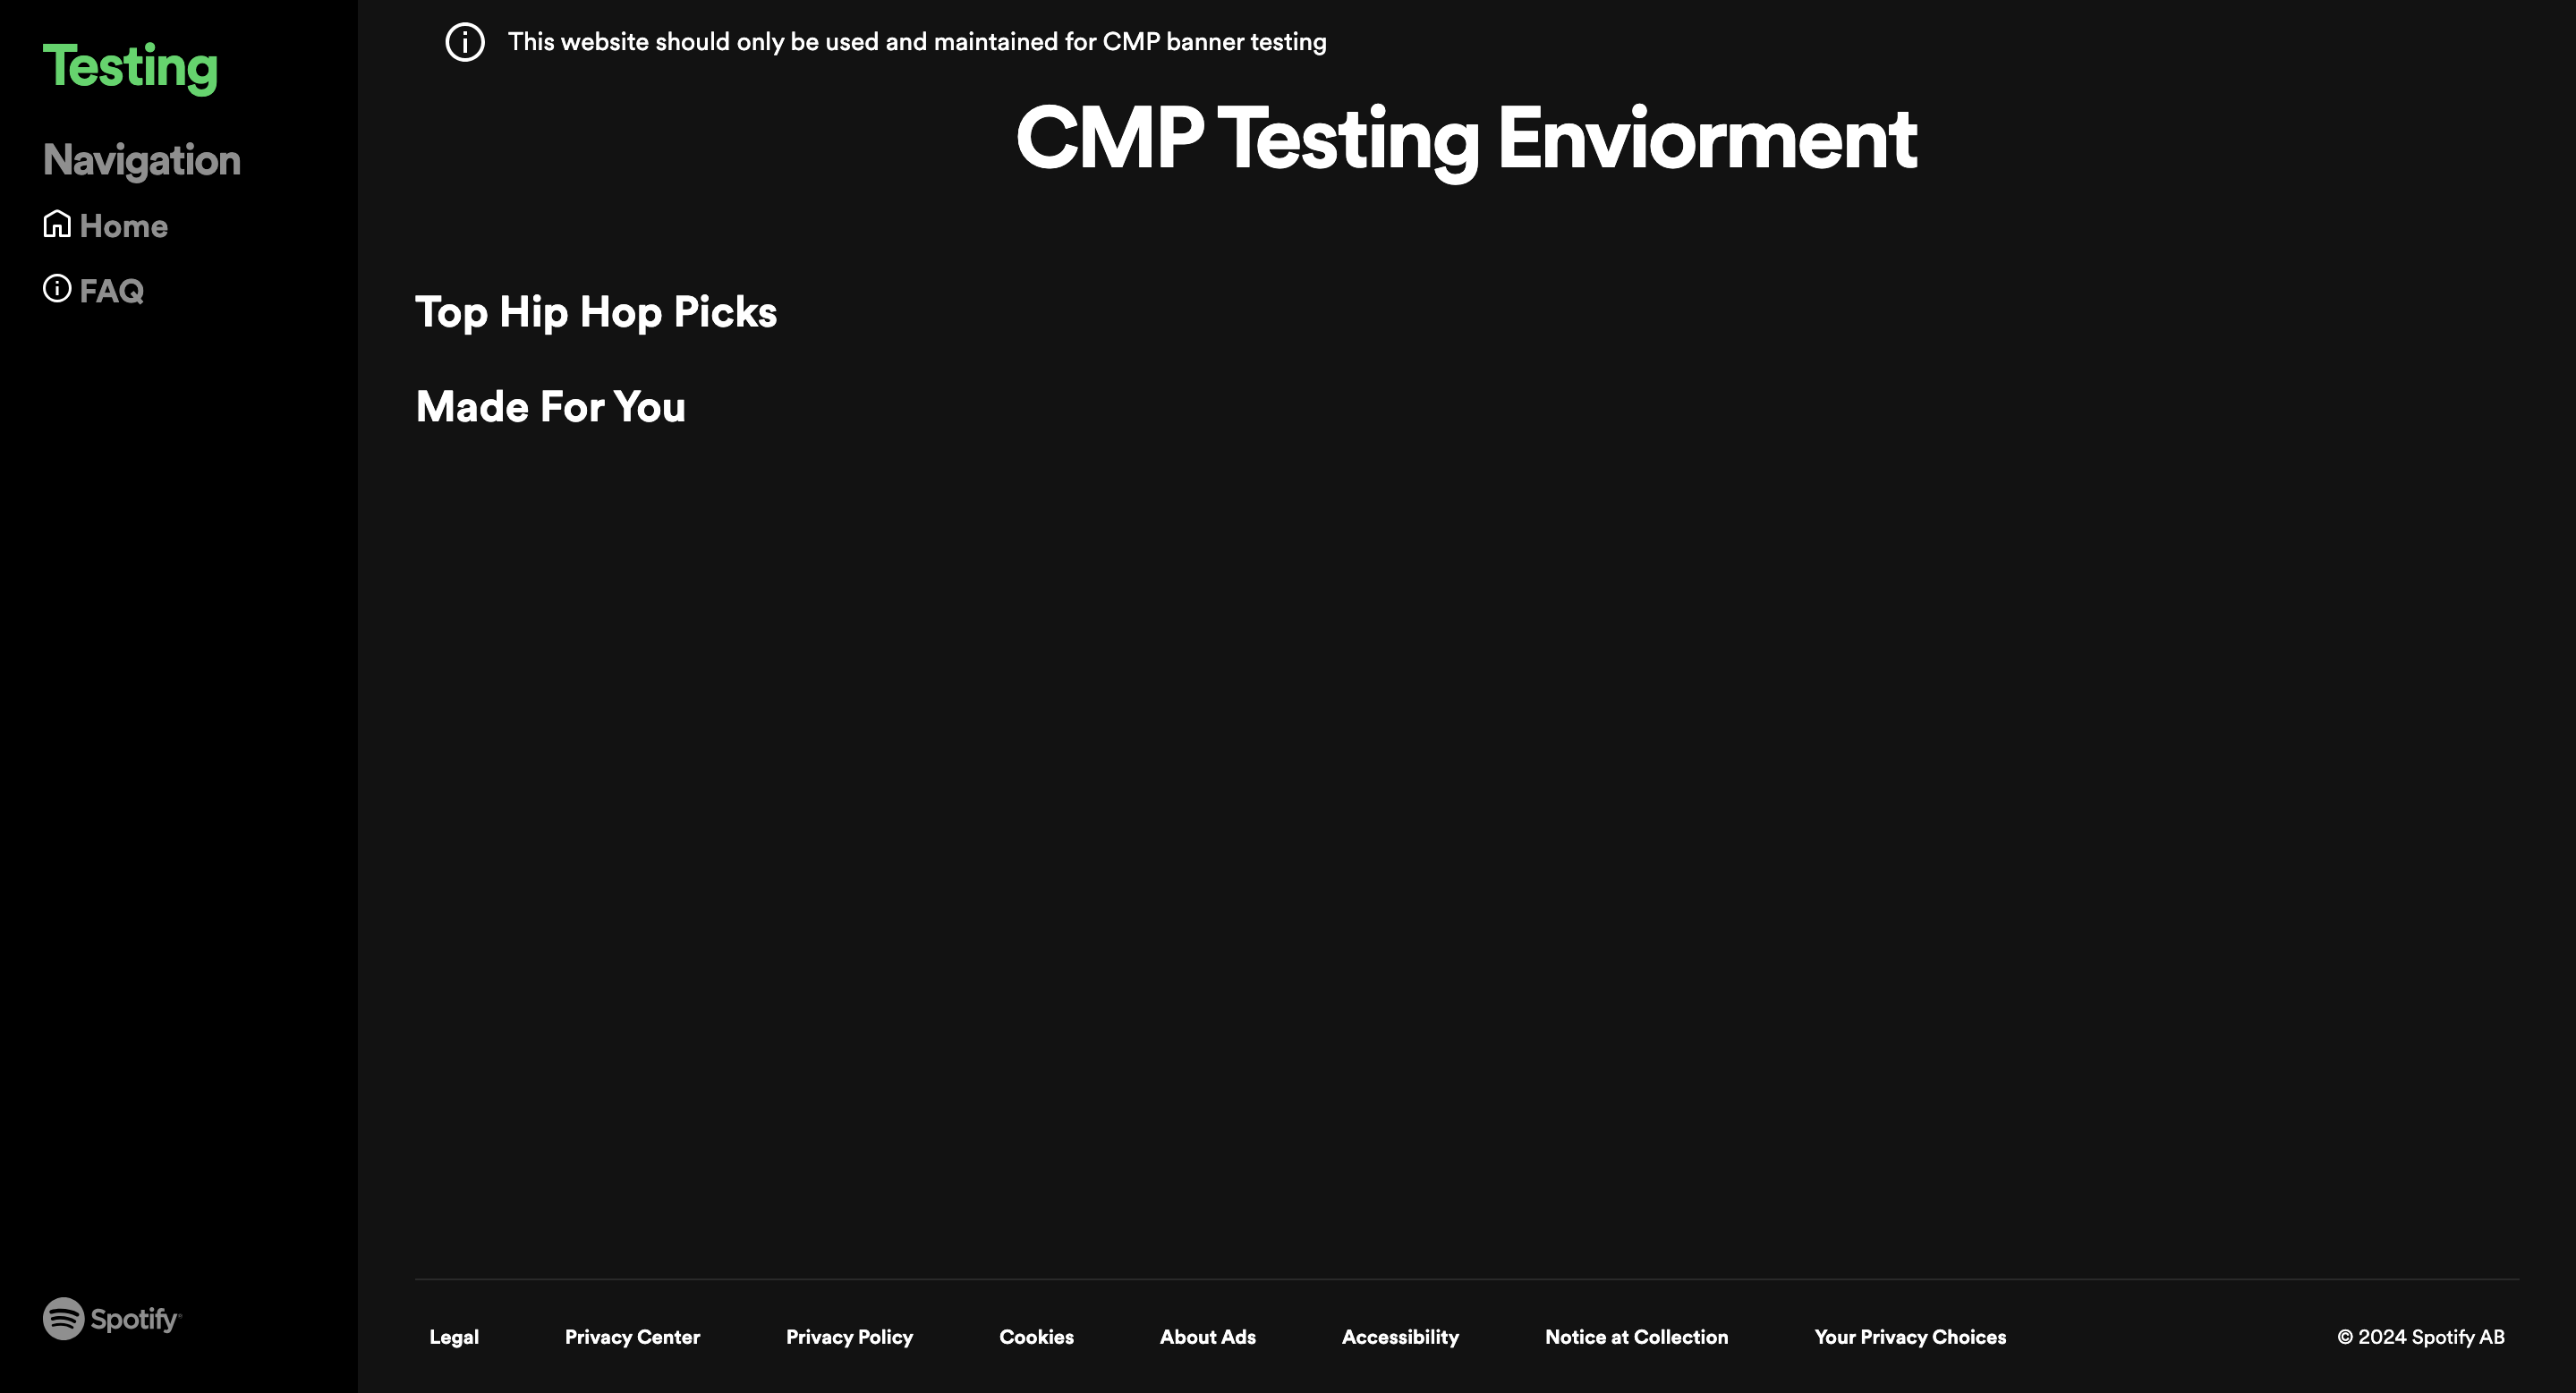 Testing
Navigation
Home
FAQ
Spotify
This website should only be used and maintained for CMP banner testing
CMP Testing Enviorment
Top Hip Hop Picks
Made For You
Legal Privacy Center Privacy Policy Cookies About Ads Accessibility Notice at Collection Your Privacy Choices © 2024 Spotify AB